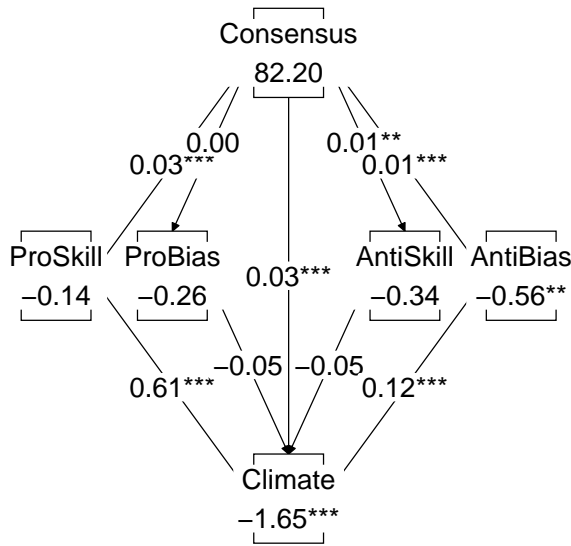 Consensus
82.20
0.00
0.01**
0.03***
0.01***
ProSkill ProBias AntiSkill AntiBias
0.03***
−0.14 −0.26 −0.34 −0.56**
−0.05 −0.05
0.61*** 0.12***
Climate
−1.65***